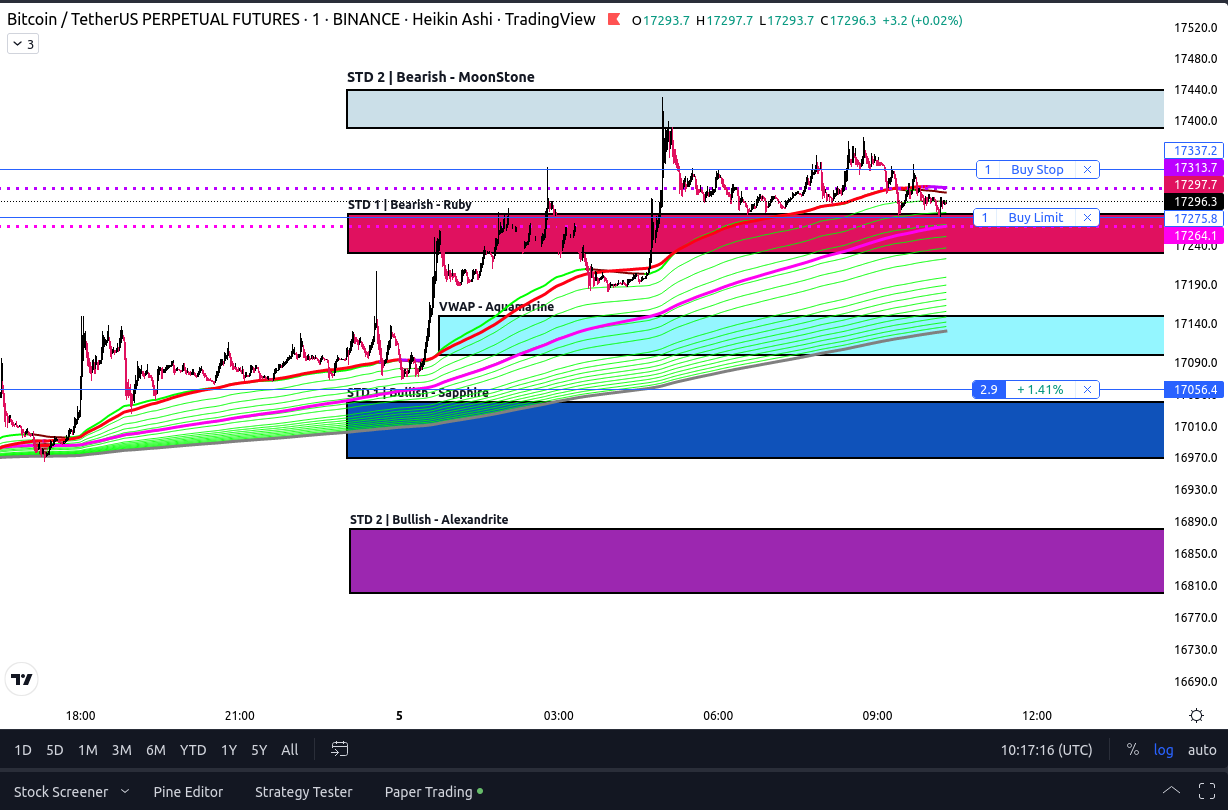 Bitcoin / TetherUS PERPETUAL FUTURES · 1 · BINANCE · Heikin Ashi · TradingView O17293.7 H17297.7 L17293.7 C17296.3 +3.2 (+0.02%)
3
17520.0
17480.0
STD 2 | Bearish - MoonStone
17440.0
17400.0
17337.2
1 Buy Stop × 17313.7
17297.7
STD 1 | Bearish - Ruby 17296.3
1 Buy Limit × 17275.8
17264.1
17240.0
17190.0
VWAP - Aquamarine
17140.0
17090.0
STD 1 | Bullish - Sapphire 2.9 +1.41% × 17056.4
17010.0
16970.0
16930.0
STD 2 | Bullish - Alexandrite 16890.0
16850.0
16810.0
16770.0
16730.0
16690.0
18:00 21:00 5 03:00 06:00 09:00 12:00
1D 5D 1M 3M 6M YTD 1Y 5Y All 10:17:16 (UTC) % log auto
Stock Screener Pine Editor Strategy Tester Paper Trading